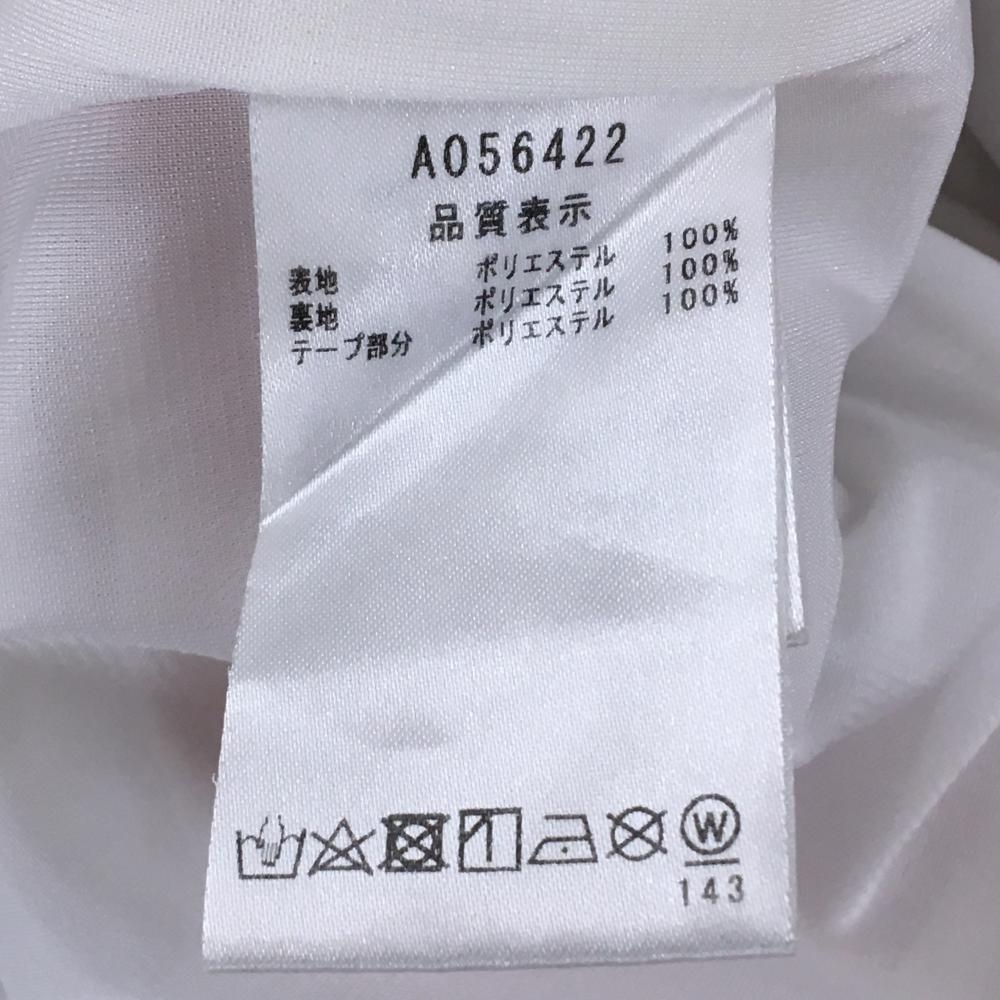 A056422
品質表示
表地 ポリエステル 100%
裏地 ポリエステル 100%
テープ部分 ポリエステル 100%
W
143